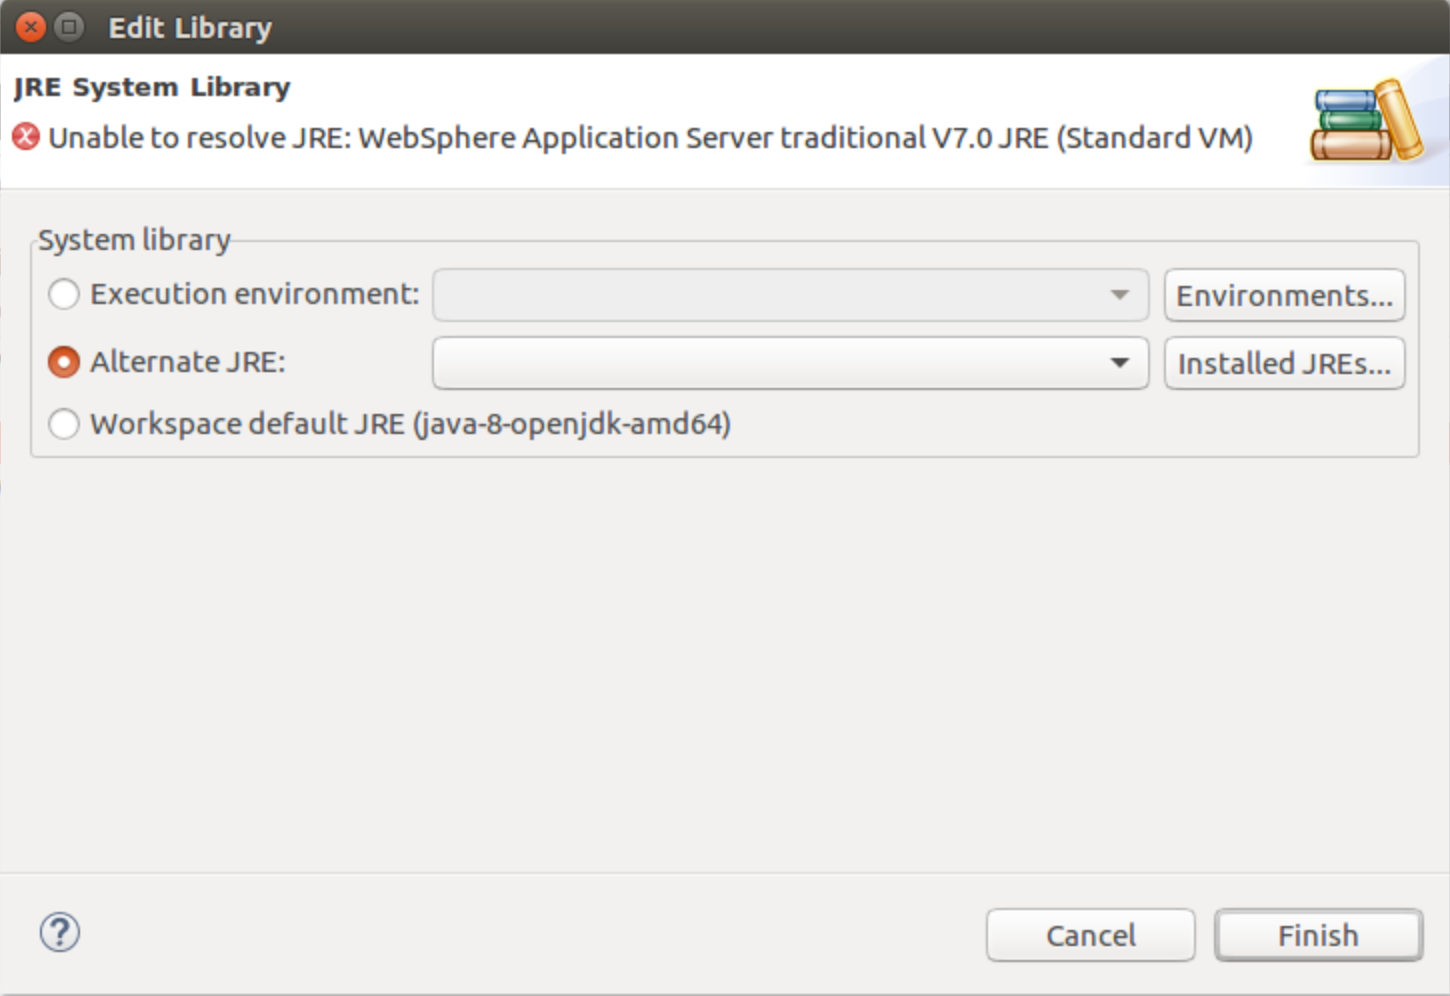 Edit Library
JRE System Library
Unable to resolve JRE: WebSphere Application Server traditional V7.0 JRE (Standard VM)
System library
Execution environment: Environments...
Alternate JRE: Installed JREs...
Workspace default JRE (java-8-openjdk-amd64)
Cancel Finish